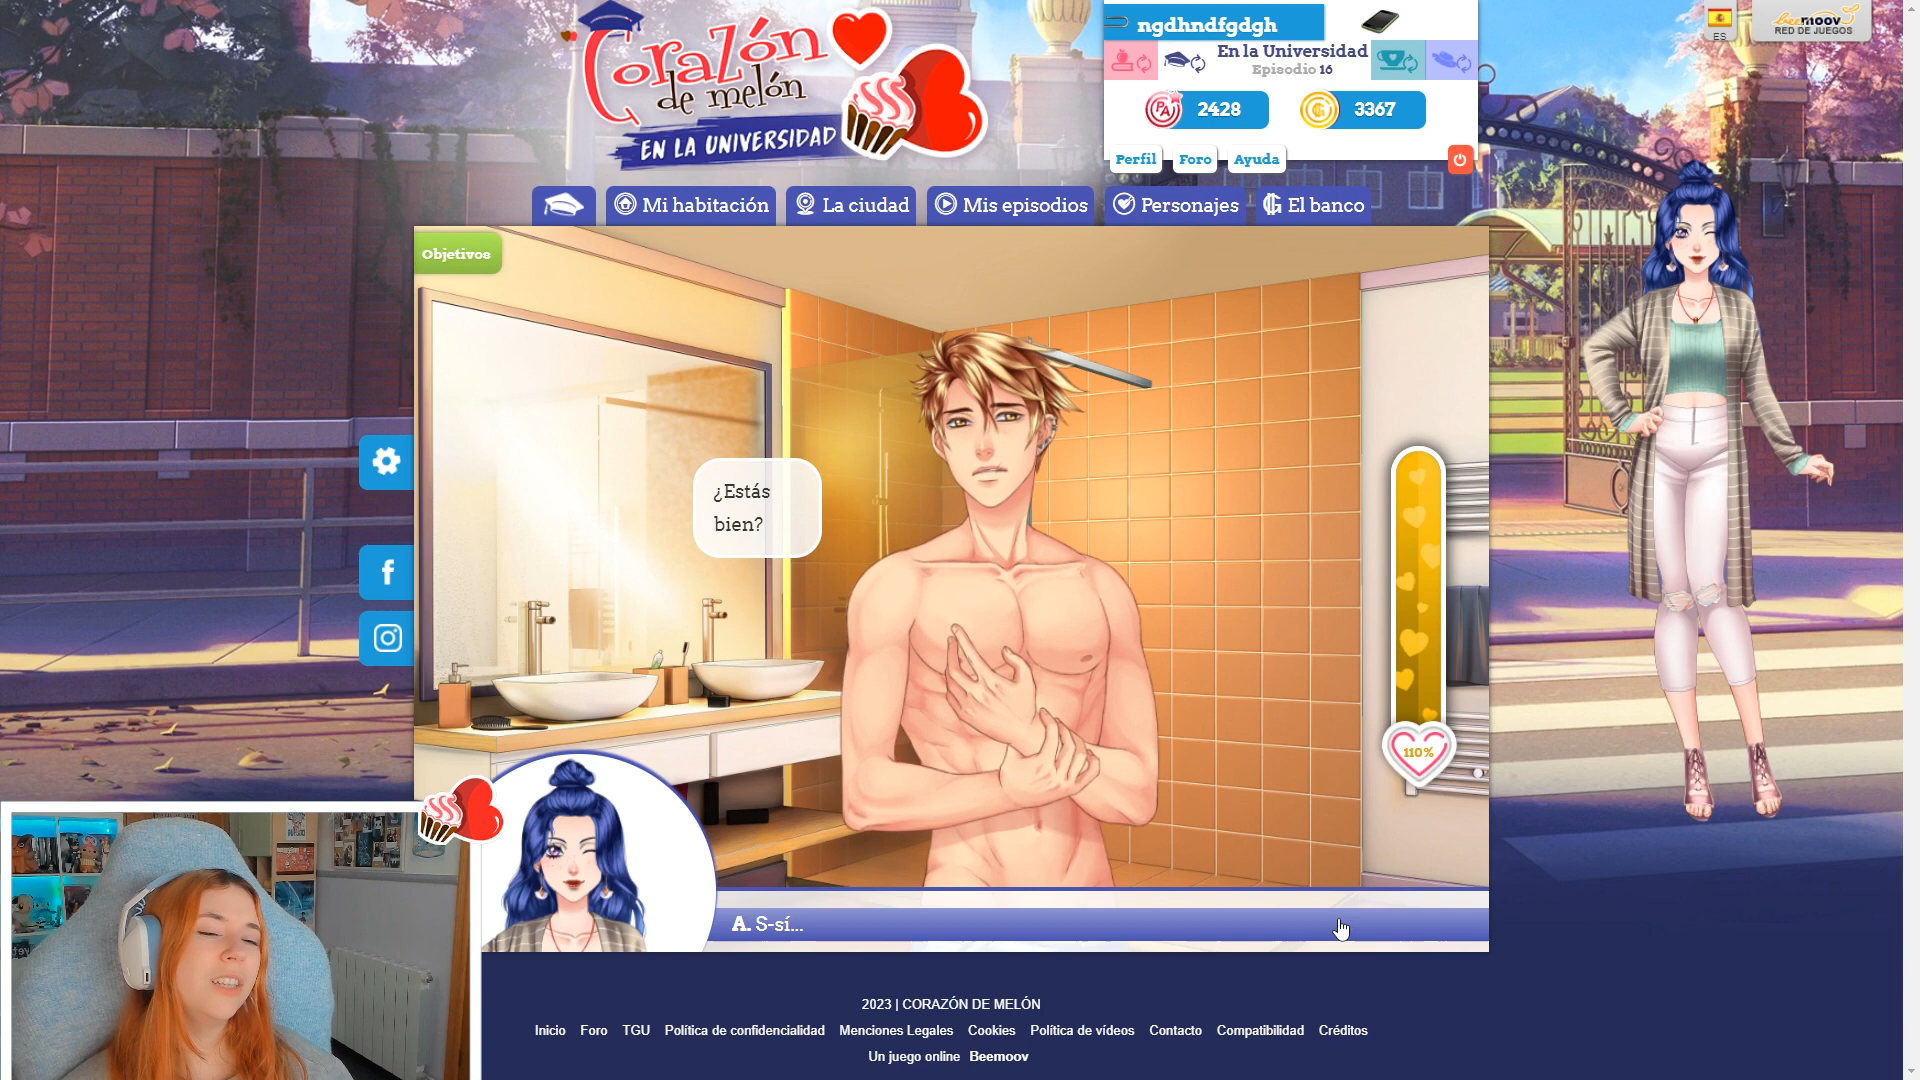 Corazón
de melón
EN LA UNIVERSIDAD
ngdhndfgdgh
En la Universidad
Episodio 16
PA
2428
3367
Perfil
Foro
Ayuda
ES
beemoov
RED DE JUEGOS
Mi habitación
La ciudad
Mis episodios
Personajes
El banco
Objetivos
¿Estás
bien?
110%
A. S-sí...
2023 | CORAZÓN DE MELÓN
Inicio
Foro
TGU
Política de confidencialidad
Menciones Legales
Cookies
Política de vídeos
Contacto
Compatibilidad
Créditos
Un juego online Beemoov